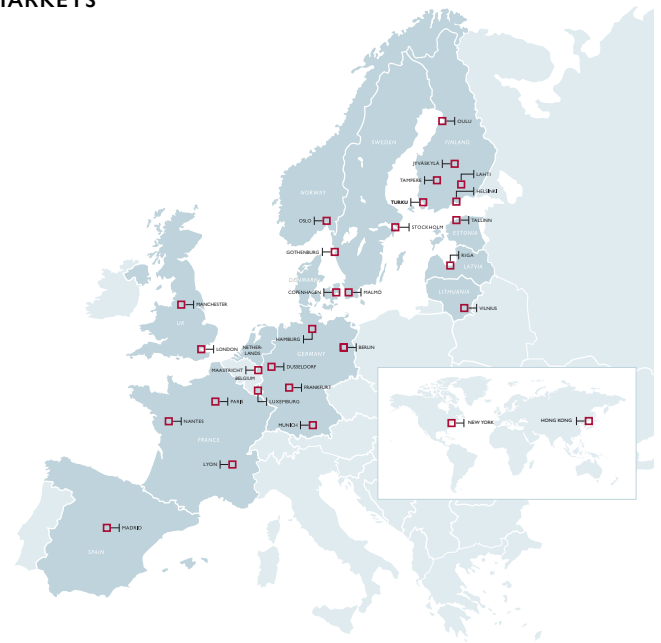 MARKETS
OULU
SWEDEN
FINLAND
JYVÄSKYLÄ
LAHTI
TAMPERE
HELSINKI
NORWAY
TURKU
OSLO
TALLINN
STOCKHOLM
ESTONIA
GOTHENBURG
RIGA
LATVIA
DENMARK
COPENHAGEN
MALMÖ
LITHUANIA
MANCHESTER
VILNIUS
UK
HAMBURG
LONDON
NETHER-
LANDS
BERLIN
GERMANY
MAASTRICHT
DUSSELDORF
BELGIUM
FRANKFURT
PARIS
LUXEMBURG
NANTES
MUNICH
NEW YORK
HONG KONG
FRANCE
LYON
MADRID
SPAIN